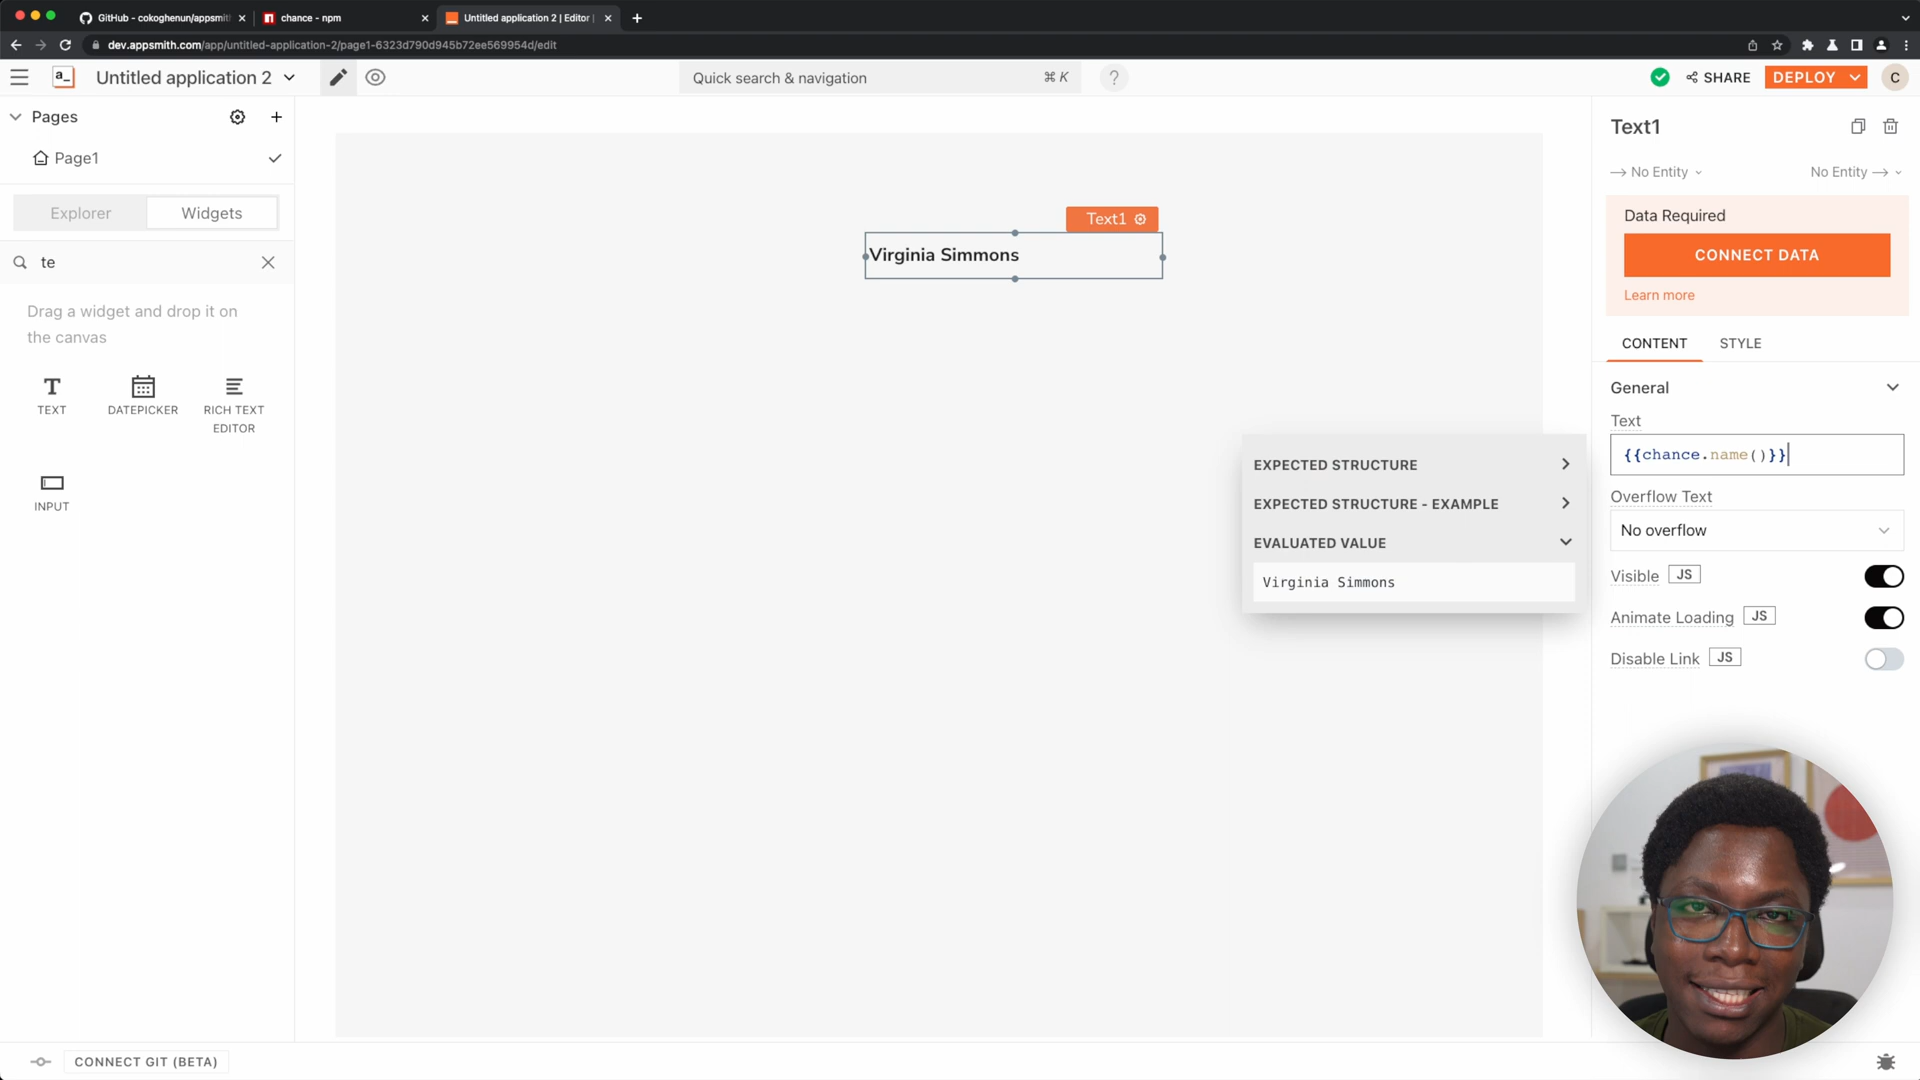 GitHub - cokoghenun/appsmith
chance - npm
Untitled application 2 | Editor |
dev.appsmith.com/app/untitled-application-2/page1-6323d790d945b72ee569954d/edit
a_
Untitled application 2
Quick search & navigation
⌘ K
?
SHARE
DEPLOY
C
Pages
Page1
Explorer
Widgets
te
Drag a widget and drop it on
the canvas
TEXT
DATEPICKER
RICH TEXT
EDITOR
INPUT
Text1
Virginia Simmons
EXPECTED STRUCTURE
EXPECTED STRUCTURE - EXAMPLE
EVALUATED VALUE
Virginia Simmons
Text1
No Entity
No Entity
Data Required
CONNECT DATA
Learn more
CONTENT
STYLE
General
Text
{{chance.name()}}
Overflow Text
No overflow
Visible JS
Animate Loading JS
Disable Link JS
CONNECT GIT (BETA)